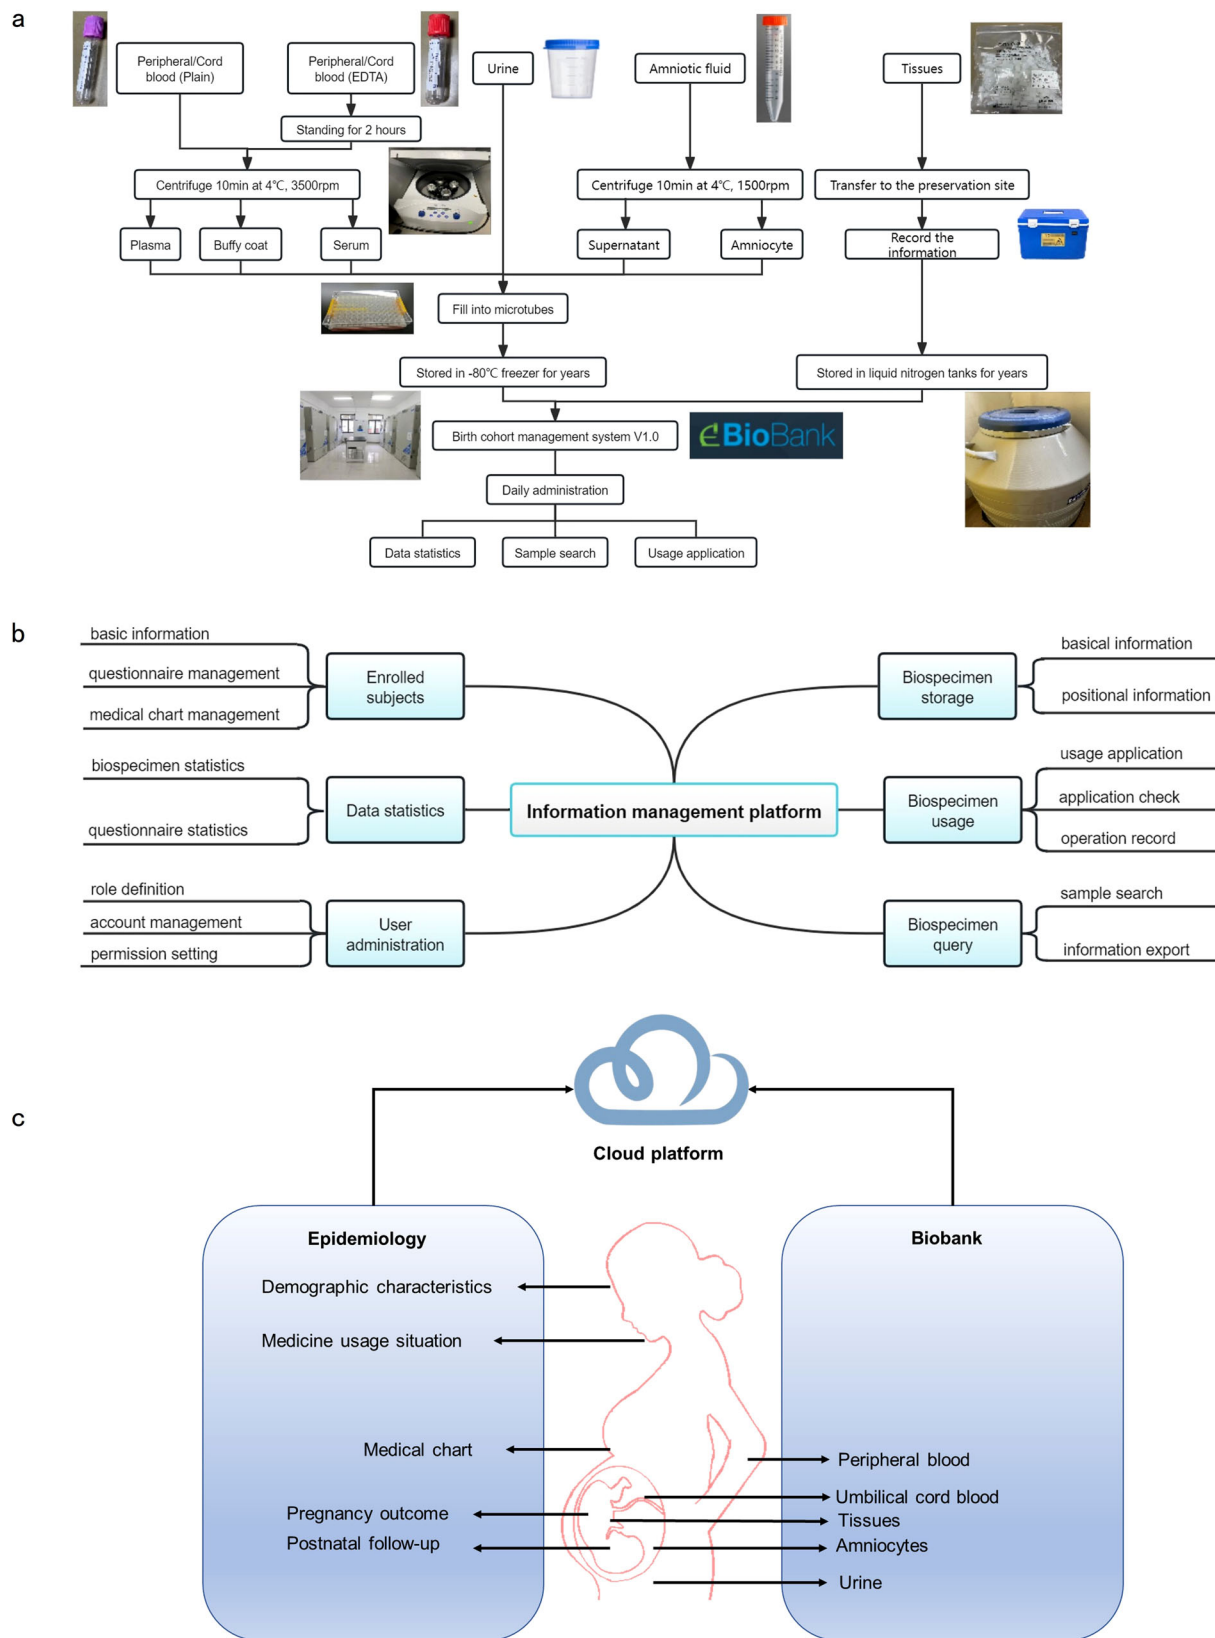 a
Peripheral/Cord
blood (Plain)
Peripheral/Cord
blood (EDTA)
Urine
Amniotic fluid
Tissues
Standing for 2 hours
Centrifuge 10min at 4℃, 3500rpm
Centrifuge 10min at 4℃, 1500rpm
Transfer to the preservation site
Plasma
Buffy coat
Serum
Supernatant
Amniocyte
Record the
information
Fill into microtubes
Stored in -80℃ freezer for years
Stored in liquid nitrogen tanks for years
Birth cohort management system V1.0
BioBank
Daily administration
Data statistics
Sample search
Usage application
b
basic information
questionnaire management
medical chart management
Enrolled
subjects
biospecimen statistics
questionnaire statistics
Data statistics
role definition
account management
permission setting
User
administration
Information management platform
Biospecimen
storage
basical information
positional information
Biospecimen
usage
usage application
application check
operation record
Biospecimen
query
sample search
information export
c
Cloud platform
Epidemiology
Demographic characteristics
Medicine usage situation
Medical chart
Pregnancy outcome
Postnatal follow-up
Biobank
Peripheral blood
Umbilical cord blood
Tissues
Amniocytes
Urine